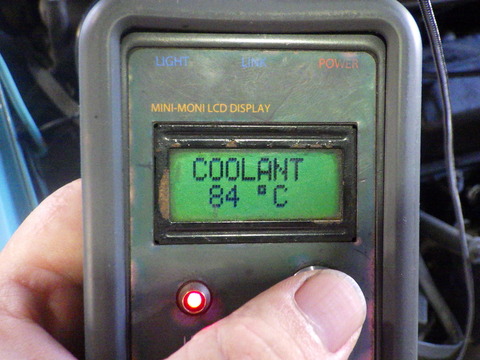 LIGHT LINK POWER
MINI-MONI LCD DISPLAY
COOLANT
84 °C